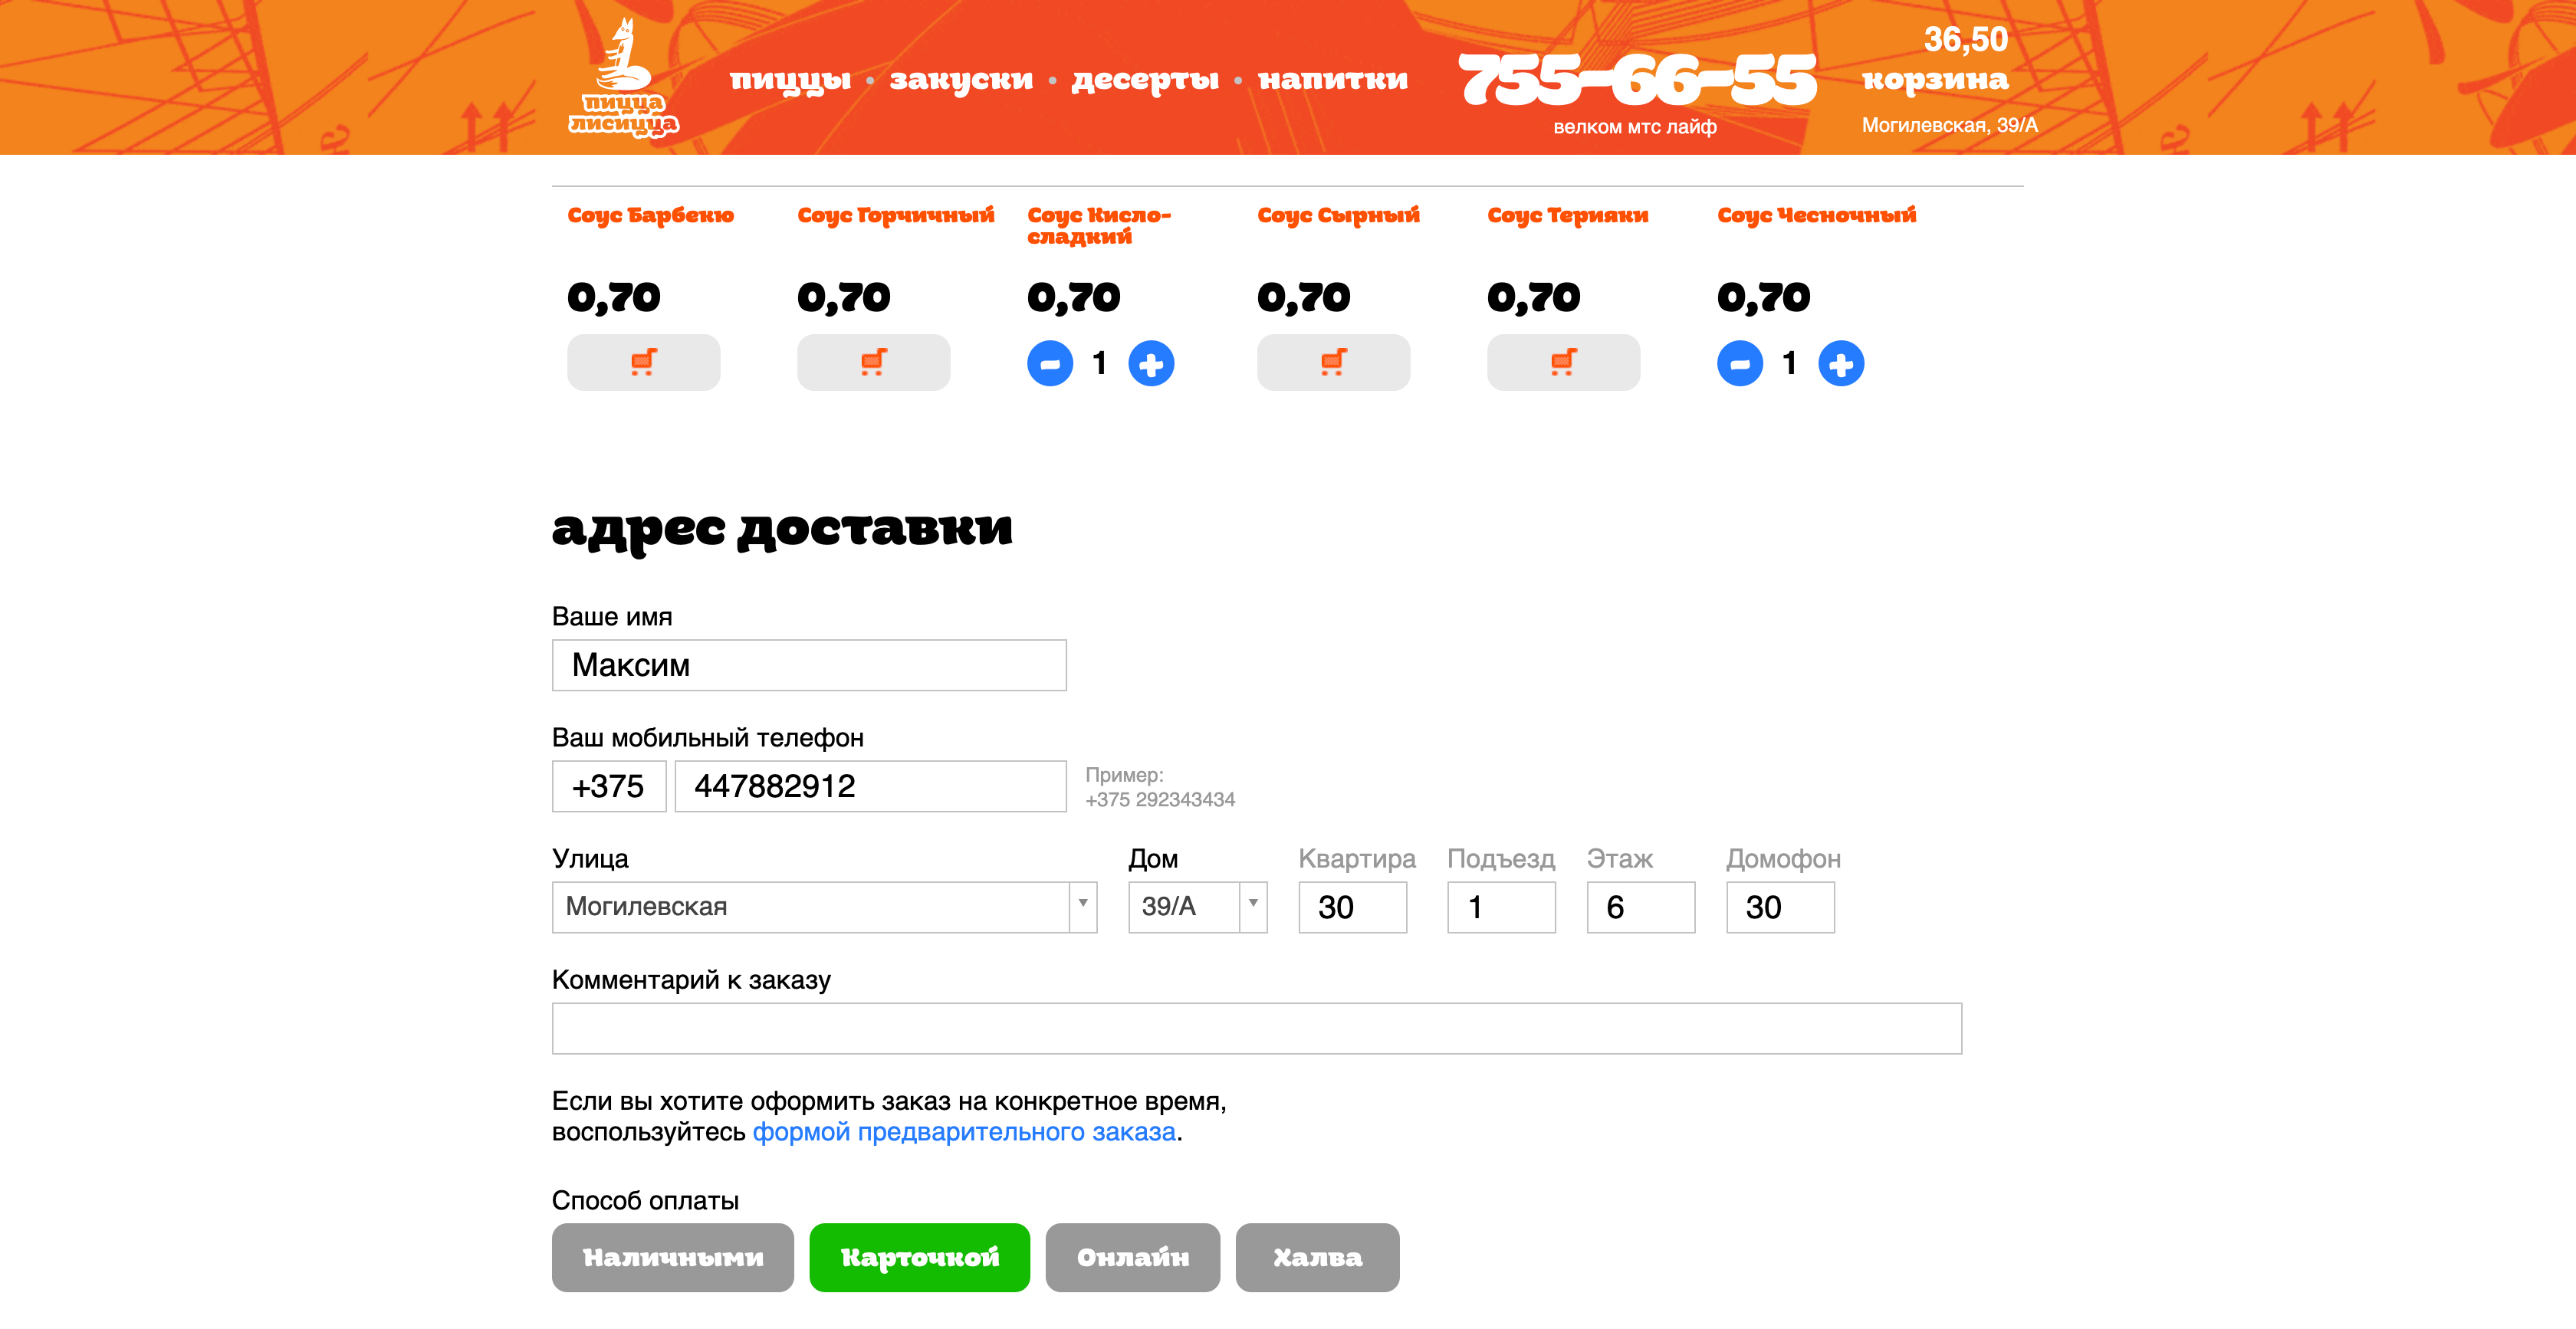 пицца
лисицца
пиццы • закуски • десерты • напитки
755-66-55
велком мтс лайф
36,50
корзина
Могилевская, 39/А
Соус Барбекю
0,70
Соус Горчичный
0,70
Соус Кисло-
сладкий
0,70
- 1 +
Соус Сырный
0,70
Соус Терияки
0,70
Соус Чесночный
0,70
- 1 +
адрес доставки
Ваше имя
Максим
Ваш мобильный телефон
+375 447882912
Пример:
+375 292343434
Улица Дом Квартира Подъезд Этаж Домофон
Могилевская 39/А 30 1 6 30
Комментарий к заказу
Если вы хотите оформить заказ на конкретное время,
воспользуйтесь формой предварительного заказа.
Способ оплаты
Наличными Карточкой Онлайн Халва